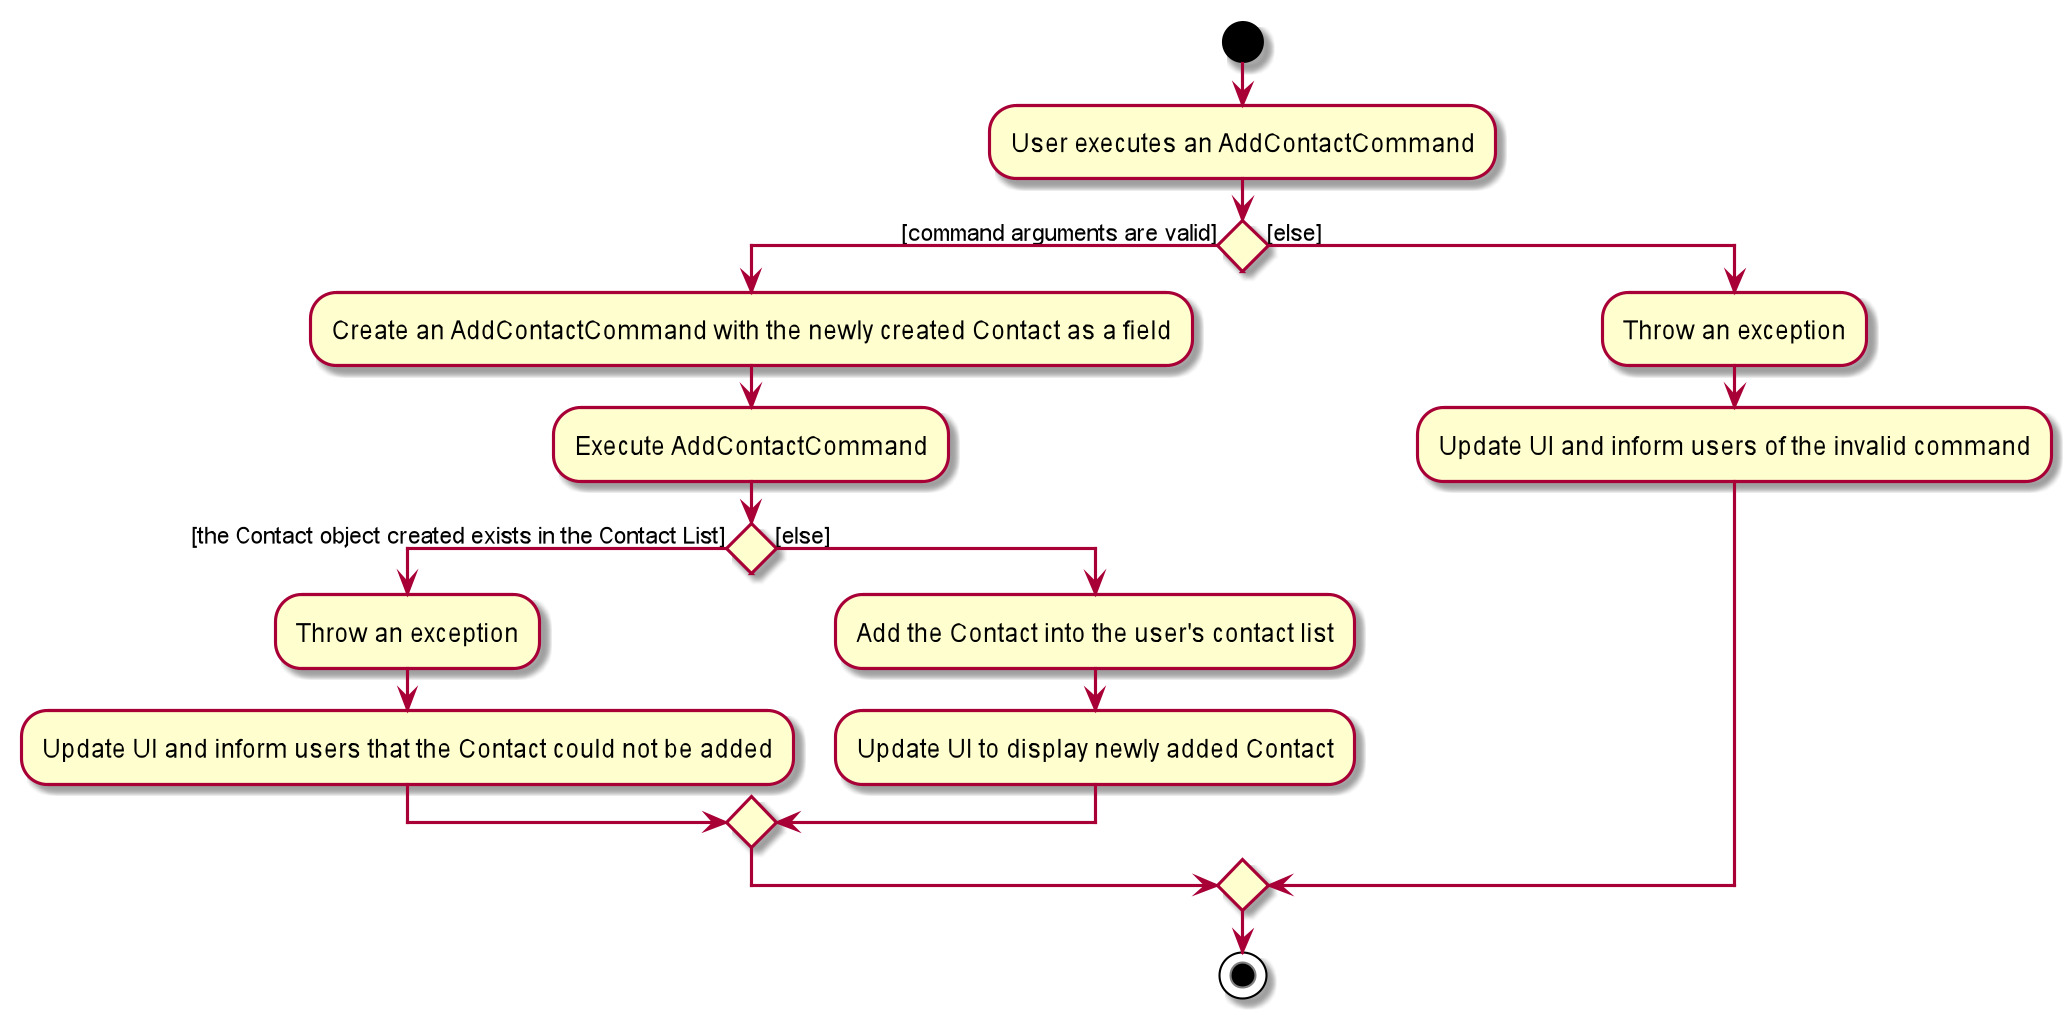 User executes an AddContactCommand
[command arguments are valid]
[else]
Create an AddContactCommand with the newly created Contact as a field
Throw an exception
Execute AddContactCommand
Update UI and inform users of the invalid command
[the Contact object created exists in the Contact List]
[else]
Throw an exception
Add the Contact into the user's contact list
Update UI and inform users that the Contact could not be added
Update UI to display newly added Contact